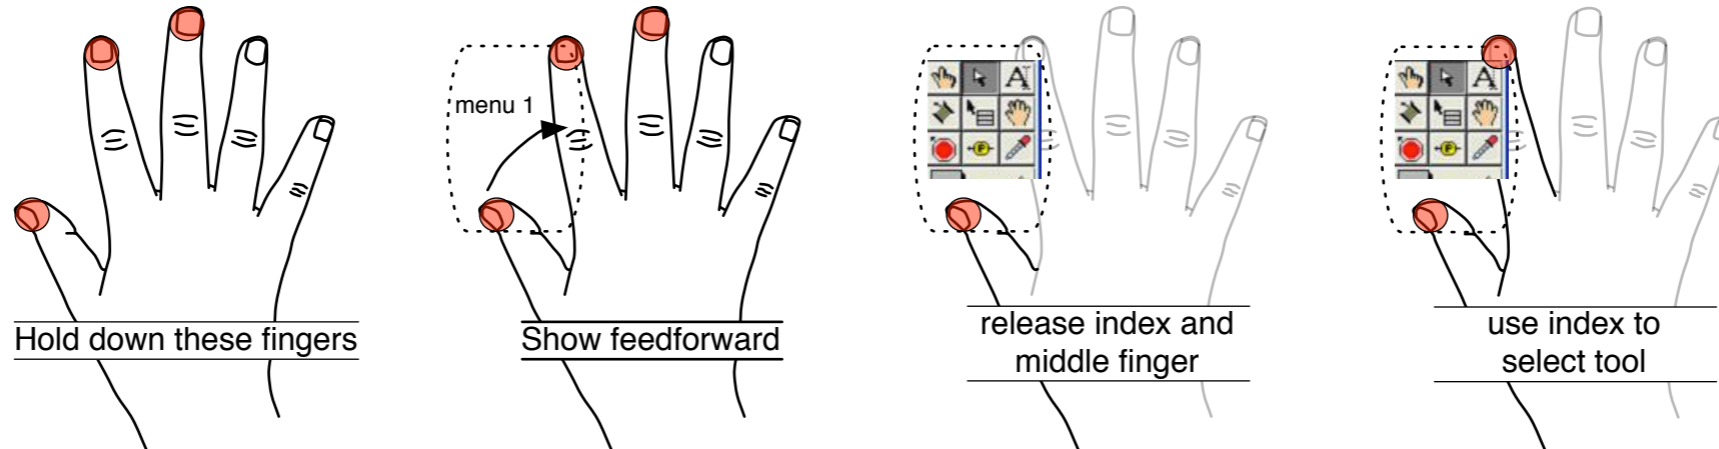 menu 1
A
F
F
A
Hold down these fingers
Show feedforward
release index and
middle finger
use index to
select tool